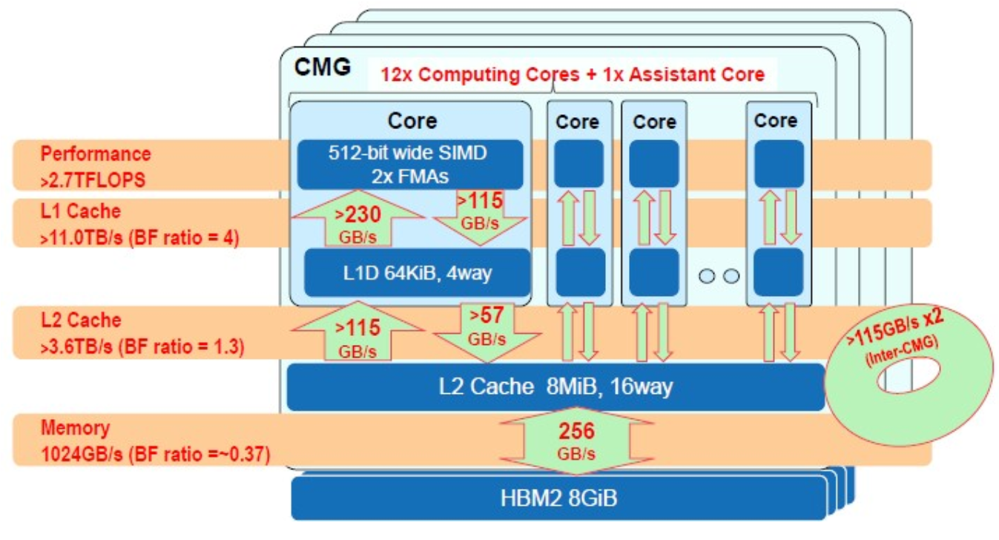 CMG
12x Computing Cores + 1x Assistant Core
Core
Core
Core
Core
Performance
>2.7TFLOPS
512-bit wide SIMD
2x FMAs
L1 Cache
>11.0TB/s (BF ratio = 4)
>230
GB/s
>115
GB/s
L1D 64KiB, 4way
L2 Cache
>3.6TB/s (BF ratio = 1.3)
>115
GB/s
>57
GB/s
>115GB/s x2
(Inter-CMG)
L2 Cache 8MiB, 16way
Memory
1024GB/s (BF ratio =~0.37)
256
GB/s
HBM2 8GiB